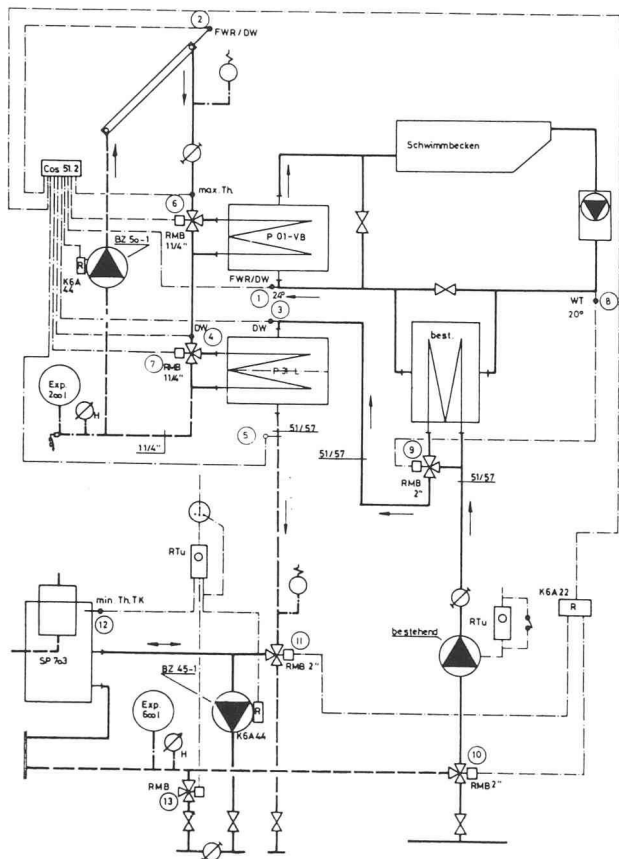 2
FWR/DW
Schwimmbecken
Cos 51.2
max. Th.
6
RMB
1 1/4"
P 01-VB
BZ 50-1
R
K6A
44
FWR/DW
1
24°
3
WT
20°
8
DW
4
DW
best.
7
RMB
1 1/4"
Exp.
200 l
H
1 1/4"
5
51/57
51/57
9
RMB
2"
51/57
RTu
min. Th, TK
12
SP 703
K6A 22
R
RTu
bestehend
11
RMB 2"
BZ 45-1
R
K6A44
Exp.
600 l
H
10
RMB 2"
RMB
13